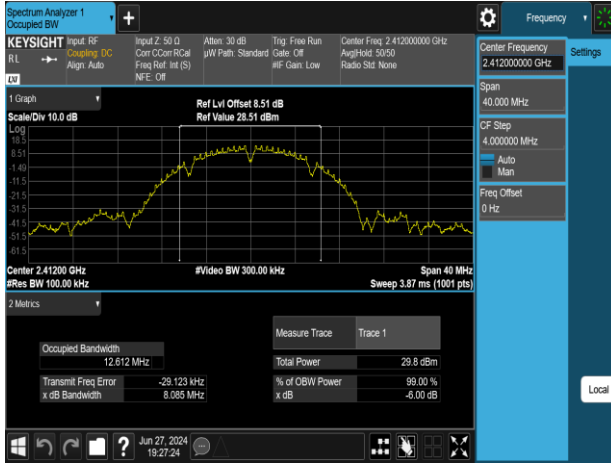 Spectrum Analyzer 1
Occupied BW
Frequency
KEYSIGHT
RL
Input: RF
Coupling: DC
Align: Auto
Input Z: 50 Ω
Corr CCorr RCal
Freq Ref: Int (S)
NFE: Off
Atten: 30 dB
µW Path: Standard
Trig: Free Run
Gate: Off
#IF Gain: Low
Center Freq: 2.412000000 GHz
Avg|Hold: 50/50
Radio Std: None
LXI
Center Frequency
2.412000000 GHz
Settings
Span
40.000 MHz
CF Step
4.000000 MHz
Auto
Man
Freq Offset
0 Hz
Local
1 Graph
Scale/Div 10.0 dB
Ref Lvl Offset 8.51 dB
Ref Value 28.51 dBm
Log
18.5
8.51
-1.49
-11.5
-21.5
-31.5
-41.5
-51.5
-61.5
Center 2.41200 GHz
#Video BW 300.00 kHz
Span 40 MHz
#Res BW 100.00 kHz
Sweep 3.87 ms (1001 pts)
2 Metrics
Measure Trace
Trace 1
Occupied Bandwidth
12.612 MHz
Total Power
29.8 dBm
Transmit Freq Error
-29.123 kHz
% of OBW Power
99.00 %
x dB Bandwidth
8.085 MHz
x dB
-6.00 dB
?
Jun 27, 2024
19:27:24